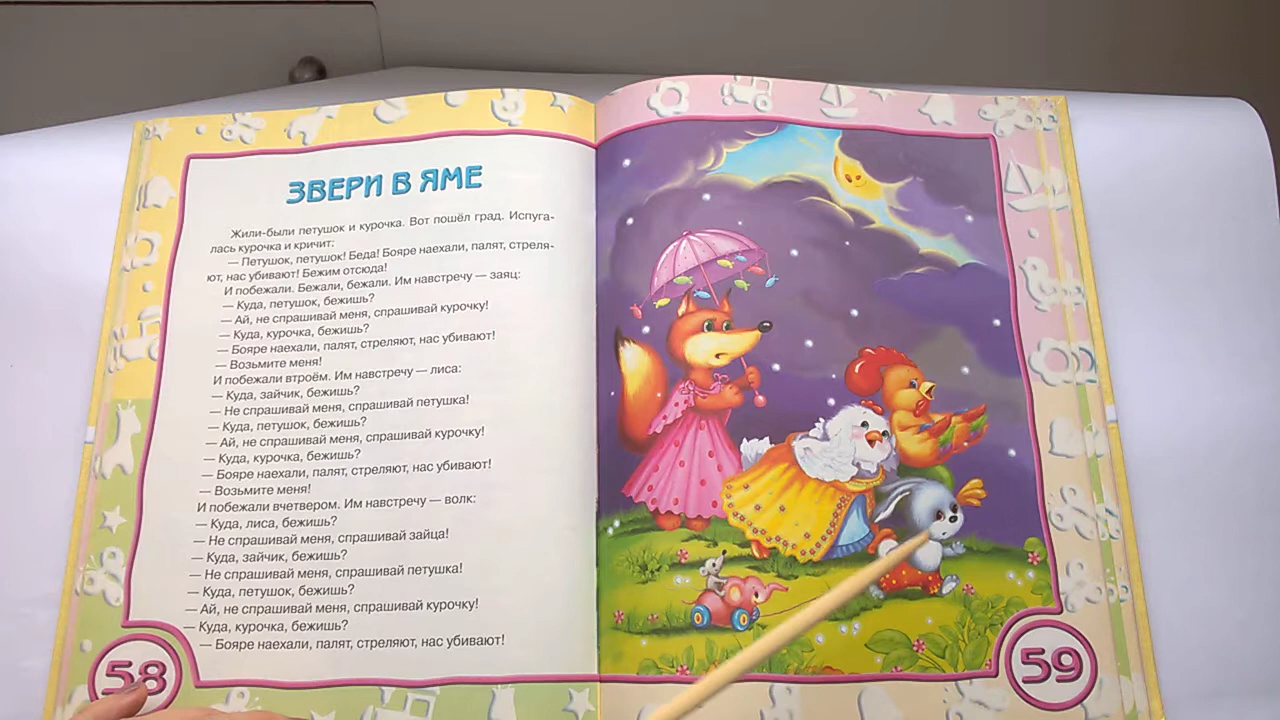 ЗВЕРИ В ЯМЕ
Жили-были петушок и курочка. Вот пошёл град. Испуга-
лась курочка и кричит:
— Петушок, петушок! Беда! Бояре наехали, палят, стреля-
ют, нас убивают! Бежим отсюда!
И побежали. Бежали, бежали. Им навстречу — заяц:
— Куда, петушок, бежишь?
— Ай, не спрашивай меня, спрашивай курочку!
— Куда, курочка, бежишь?
— Бояре наехали, палят, стреляют, нас убивают!
— Возьмите меня!
И побежали втроём. Им навстречу — лиса:
— Куда, зайчик, бежишь?
— Не спрашивай меня, спрашивай петушка!
— Куда, петушок, бежишь?
— Ай, не спрашивай меня, спрашивай курочку!
— Куда, курочка, бежишь?
— Бояре наехали, палят, стреляют, нас убивают!
— Возьмите меня!
И побежали вчетвером. Им навстречу — волк:
— Куда, лиса, бежишь?
— Не спрашивай меня, спрашивай зайца!
— Куда, зайчик, бежишь?
— Не спрашивай меня, спрашивай петушка!
— Куда, петушок, бежишь?
— Ай, не спрашивай меня, спрашивай курочку!
— Куда, курочка, бежишь?
— Бояре наехали, палят, стреляют, нас убивают!
58
59